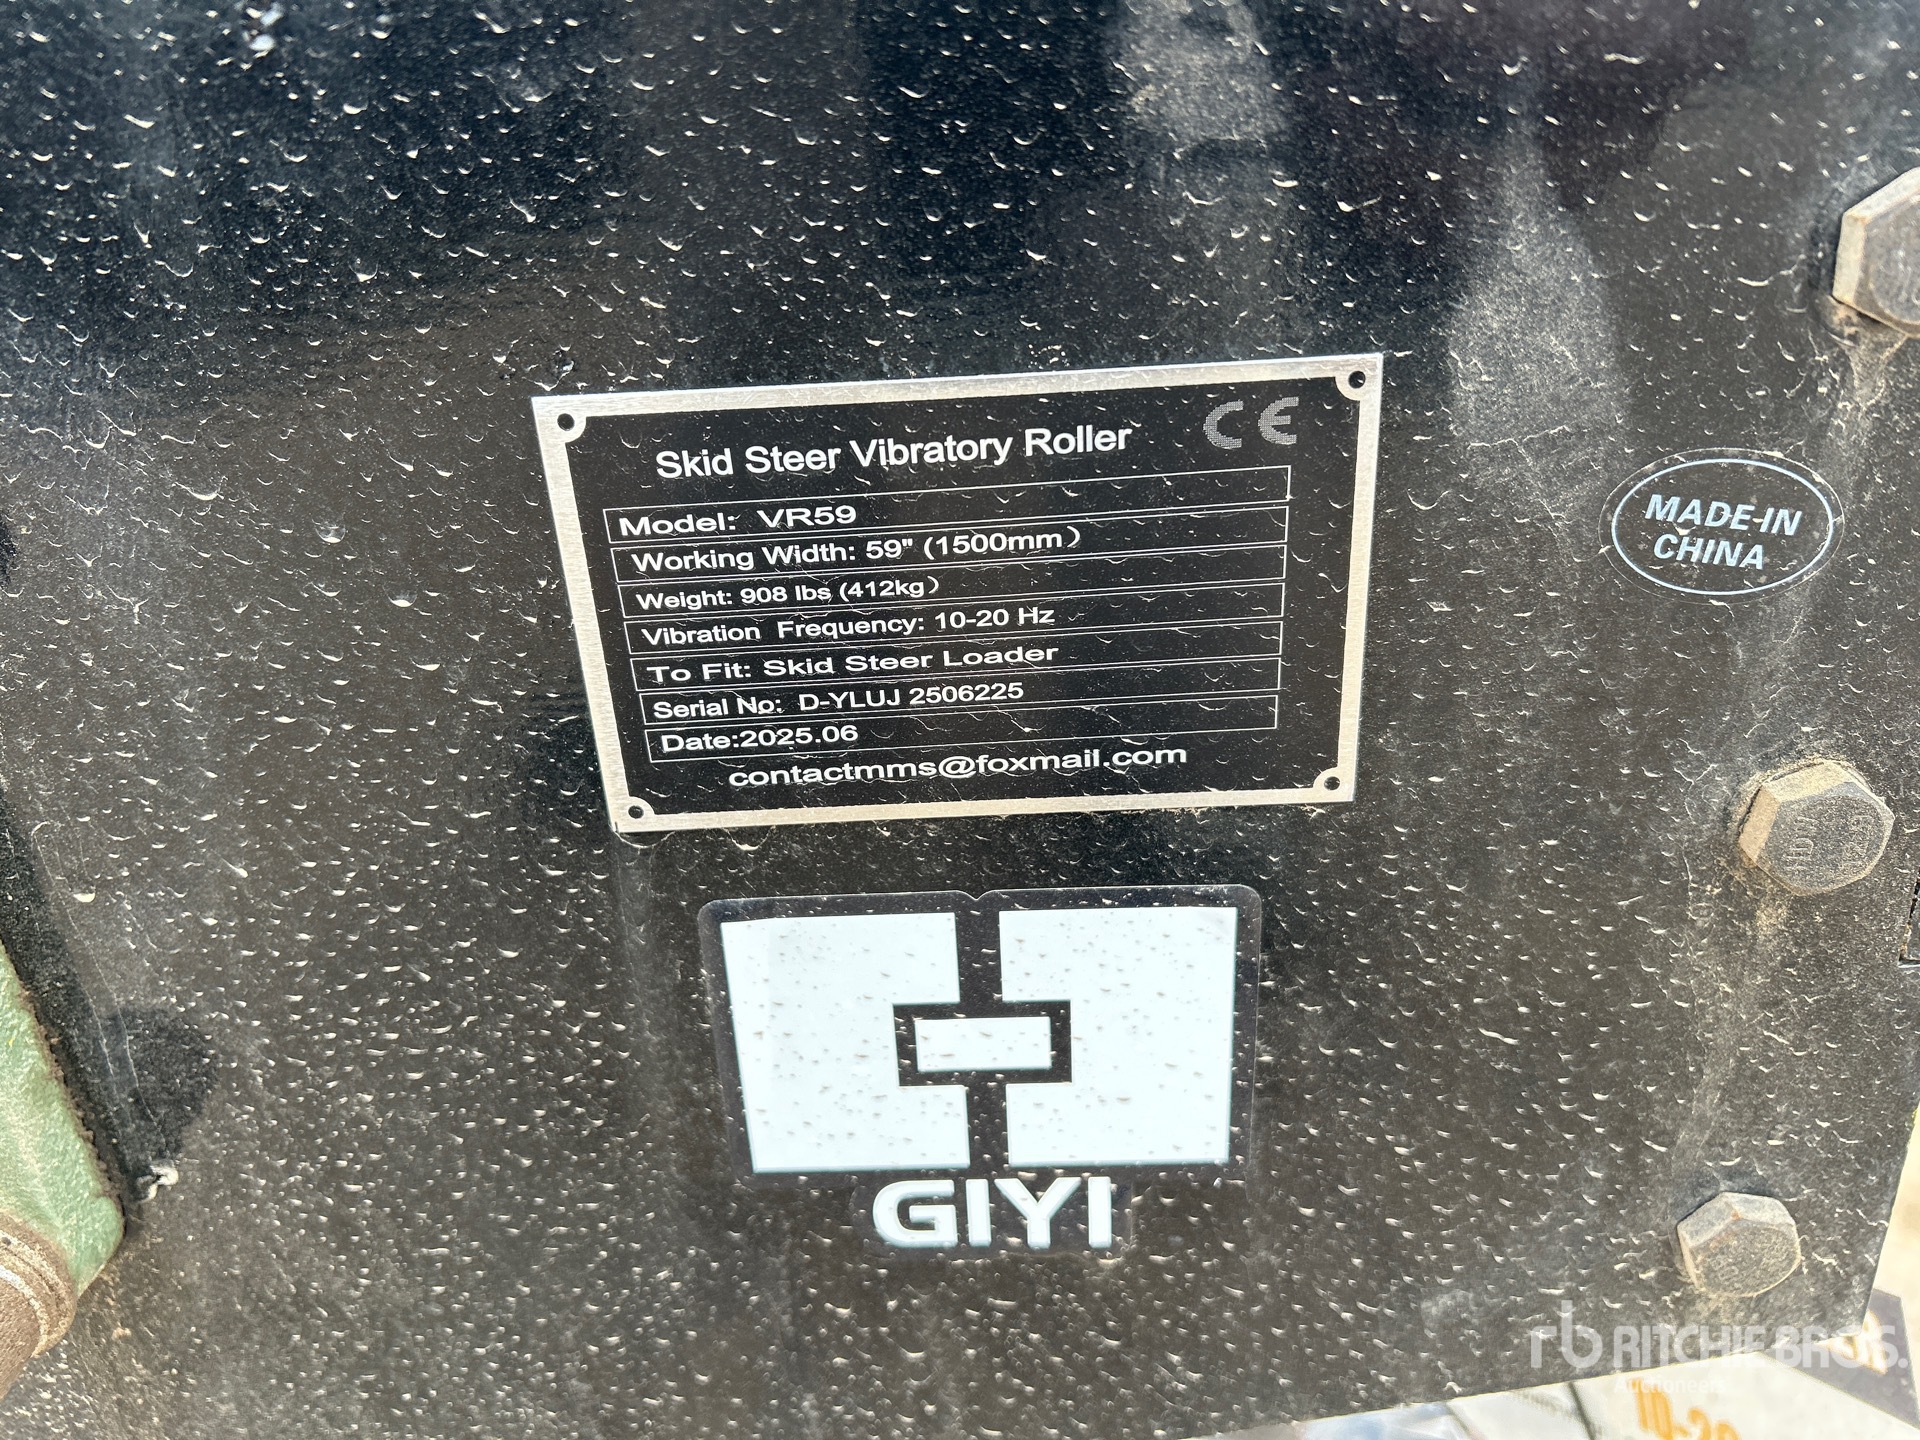 Skid Steer Vibratory Roller
CE
Model: VR59
Working Width: 59" (1500mm)
Weight: 908 lbs (412kg)
Vibration Frequency: 10-20 Hz
To Fit: Skid Steer Loader
Serial No: D-YLUJ 2506225
Date:2025.06
contactmms@foxmail.com
MADE-IN
CHINA
GIYI
rb RITCHIE BROS.
Auctioneers